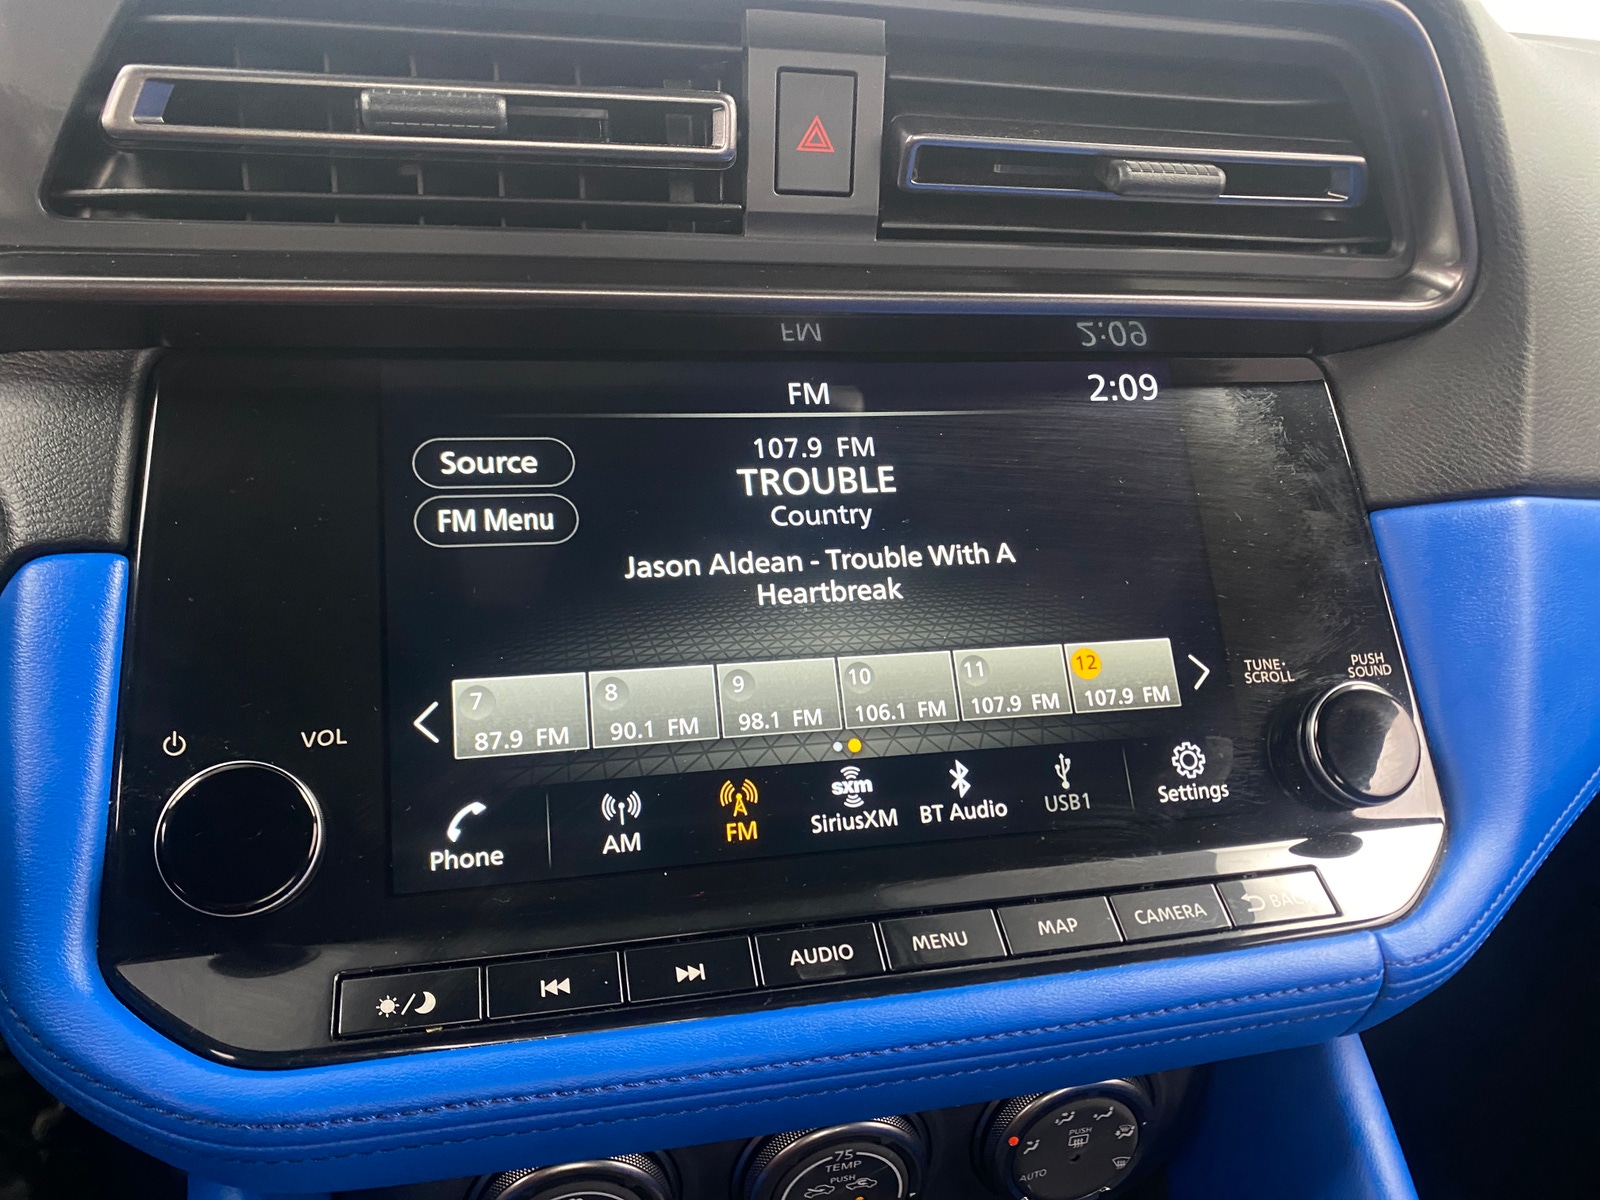 FM 2:09
FM 2:09
Source
FM Menu
107.9 FM
TROUBLE
Country
Jason Aldean - Trouble With A
Heartbreak
7 8 9 10 11 12
87.9 FM 90.1 FM 98.1 FM 106.1 FM 107.9 FM 107.9 FM
TUNE·
SCROLL
PUSH
SOUND
VOL
Phone
AM
FM
sxm
SiriusXM
BT Audio
USB1
Settings
AUDIO
MENU
MAP
CAMERA
75
TEMP
PUSH
PUSH
AUTO